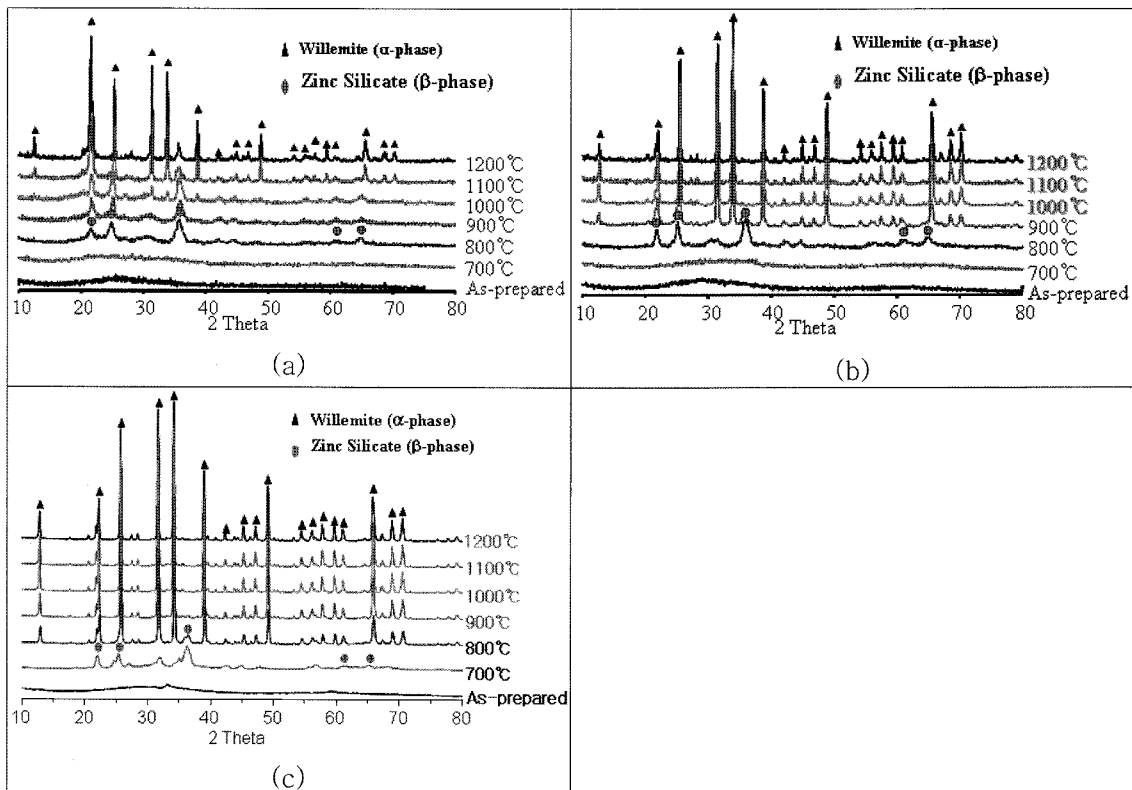 Willemite (α-phase)
Zinc Silicate (β-phase)
1200℃
1100℃
1000℃
900℃
800℃
700℃
As-prepared
10 20 30 40 50 60 70 80
2 Theta
(a)
Willemite (α-phase)
Zinc Silicate (β-phase)
1200℃
1100℃
1000℃
900℃
800℃
700℃
As-prepared
10 20 30 40 50 60 70 80
2 Theta
(b)
Willemite (α-phase)
Zinc Silicate (β-phase)
1200℃
1100℃
1000℃
900℃
800℃
700℃
As-prepared
10 20 30 40 50 60 70 80
2 Theta
(c)